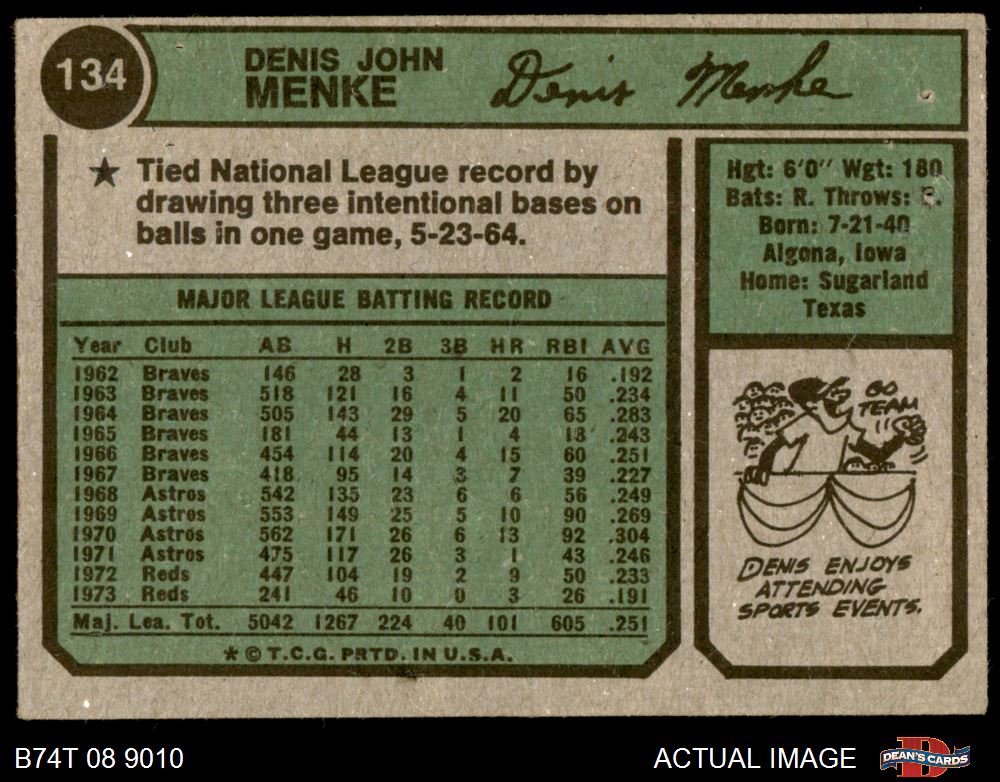 134
DENIS JOHN
MENKE
Denis Menke
★ Tied National League record by
drawing three intentional bases on
balls in one game, 5-23-64.
Hgt: 6'0'' Wgt: 180
Bats: R. Throws: R.
Born: 7-21-40
Algona, Iowa
Home: Sugarland
Texas
MAJOR LEAGUE BATTING RECORD
Year Club AB H 2B 3B HR RBI AVG
1962 Braves 146 28 3 1 2 16 .192
1963 Braves 518 121 16 4 11 50 .234
1964 Braves 505 143 29 5 20 65 .283
1965 Braves 181 44 13 1 4 18 .243
1966 Braves 454 114 20 4 15 60 .251
1967 Braves 418 95 14 3 7 39 .227
1968 Astros 542 135 23 6 6 56 .249
1969 Astros 553 149 25 5 10 90 .269
1970 Astros 562 171 26 6 13 92 .304
1971 Astros 475 117 26 3 1 43 .246
1972 Reds 447 104 19 2 9 50 .233
1973 Reds 241 46 10 0 3 26 .191
Maj. Lea. Tot. 5042 1267 224 40 101 605 .251
★ © T.C.G. PRTD. IN U.S.A.
GO
TEAM
DENIS ENJOYS
ATTENDING
SPORTS EVENTS.
B74T 08 9010
ACTUAL IMAGE
DEAN'S CARDS